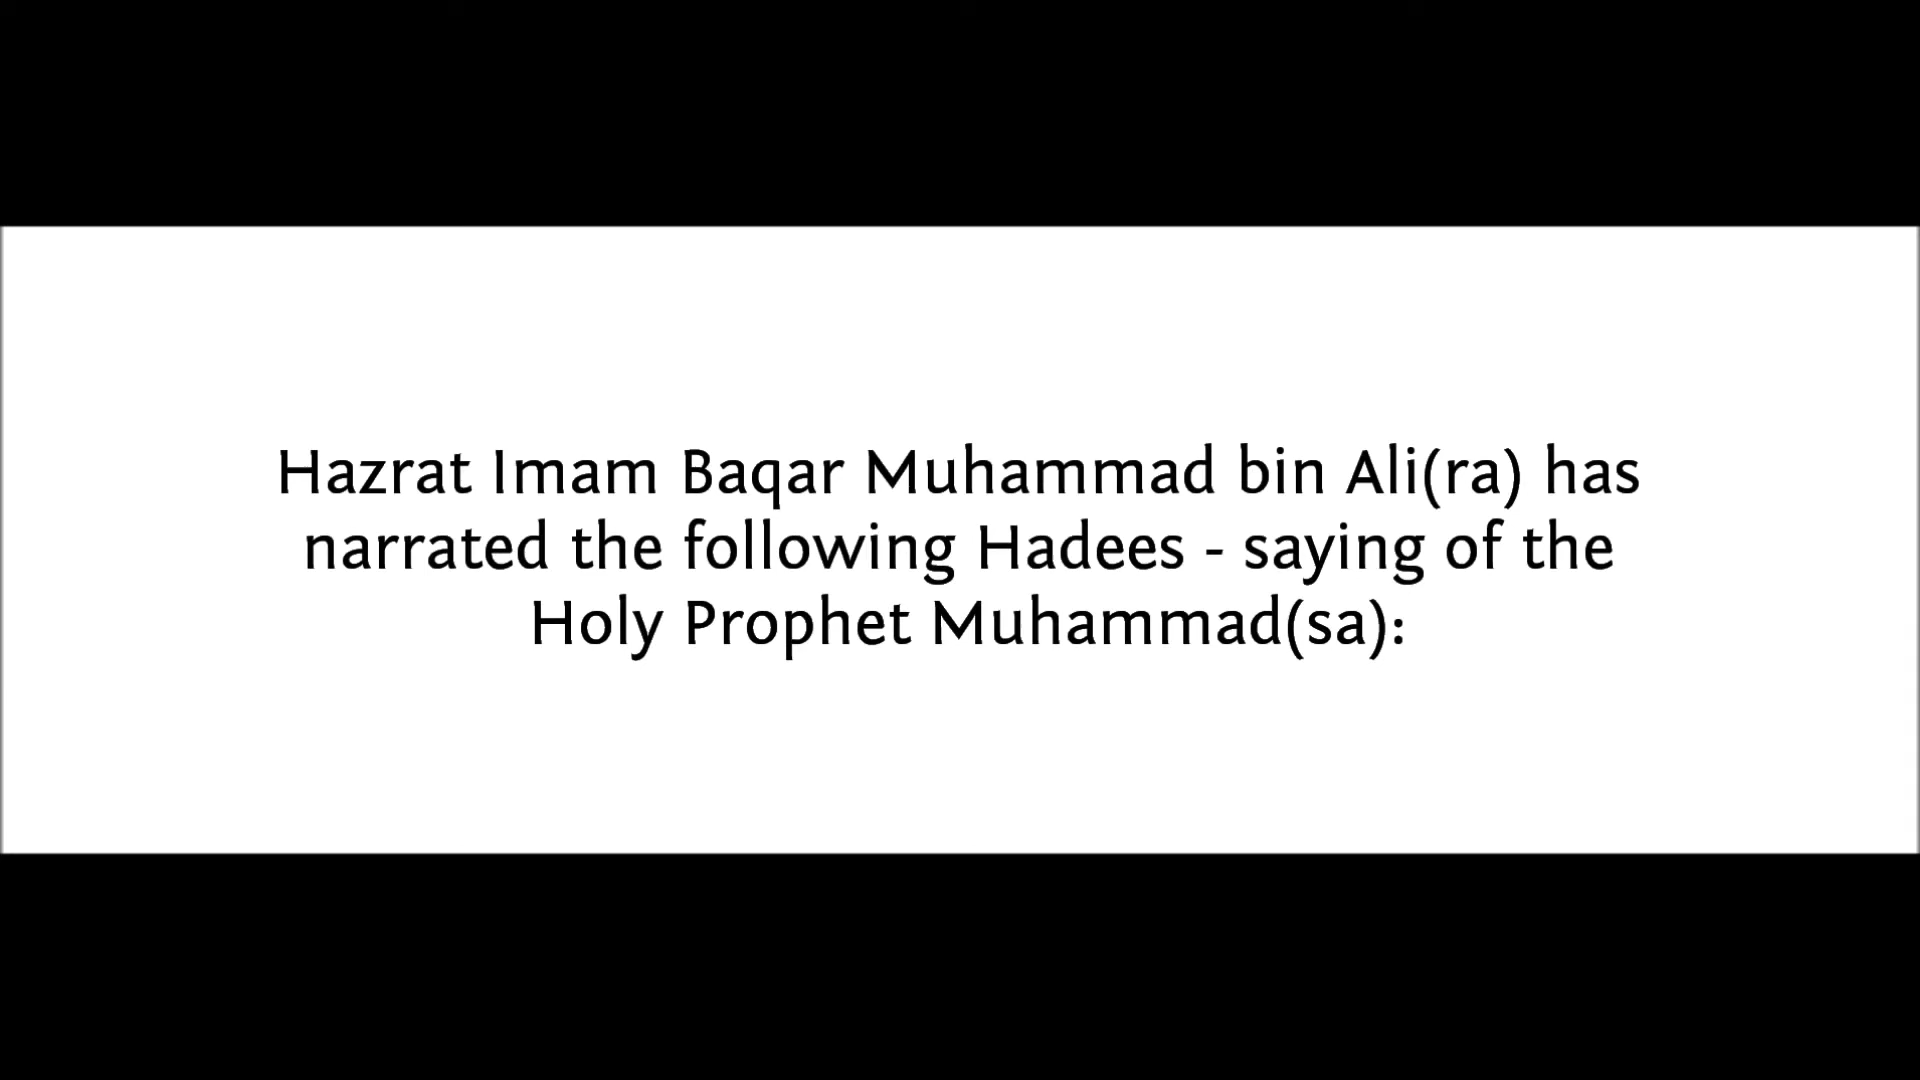 Hazrat Imam Baqar Muhammad bin Ali(ra) has
narrated the following Hadees - saying of the
Holy Prophet Muhammad(sa):